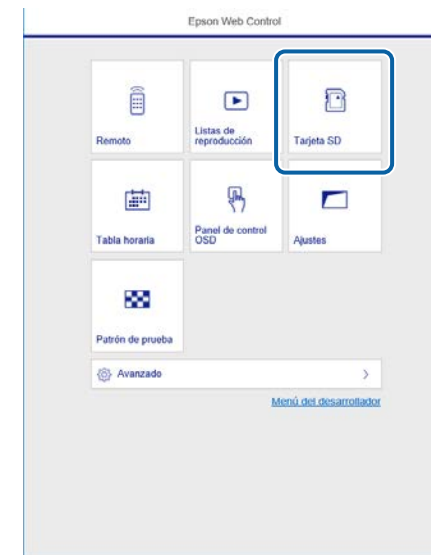 Epson Web Control
Remoto
Listas de
reproducción
Tarjeta SD
Tabla horaria
Panel de control
OSD
Ajustes
Patrón de prueba
Avanzado
Menú del desarrollador